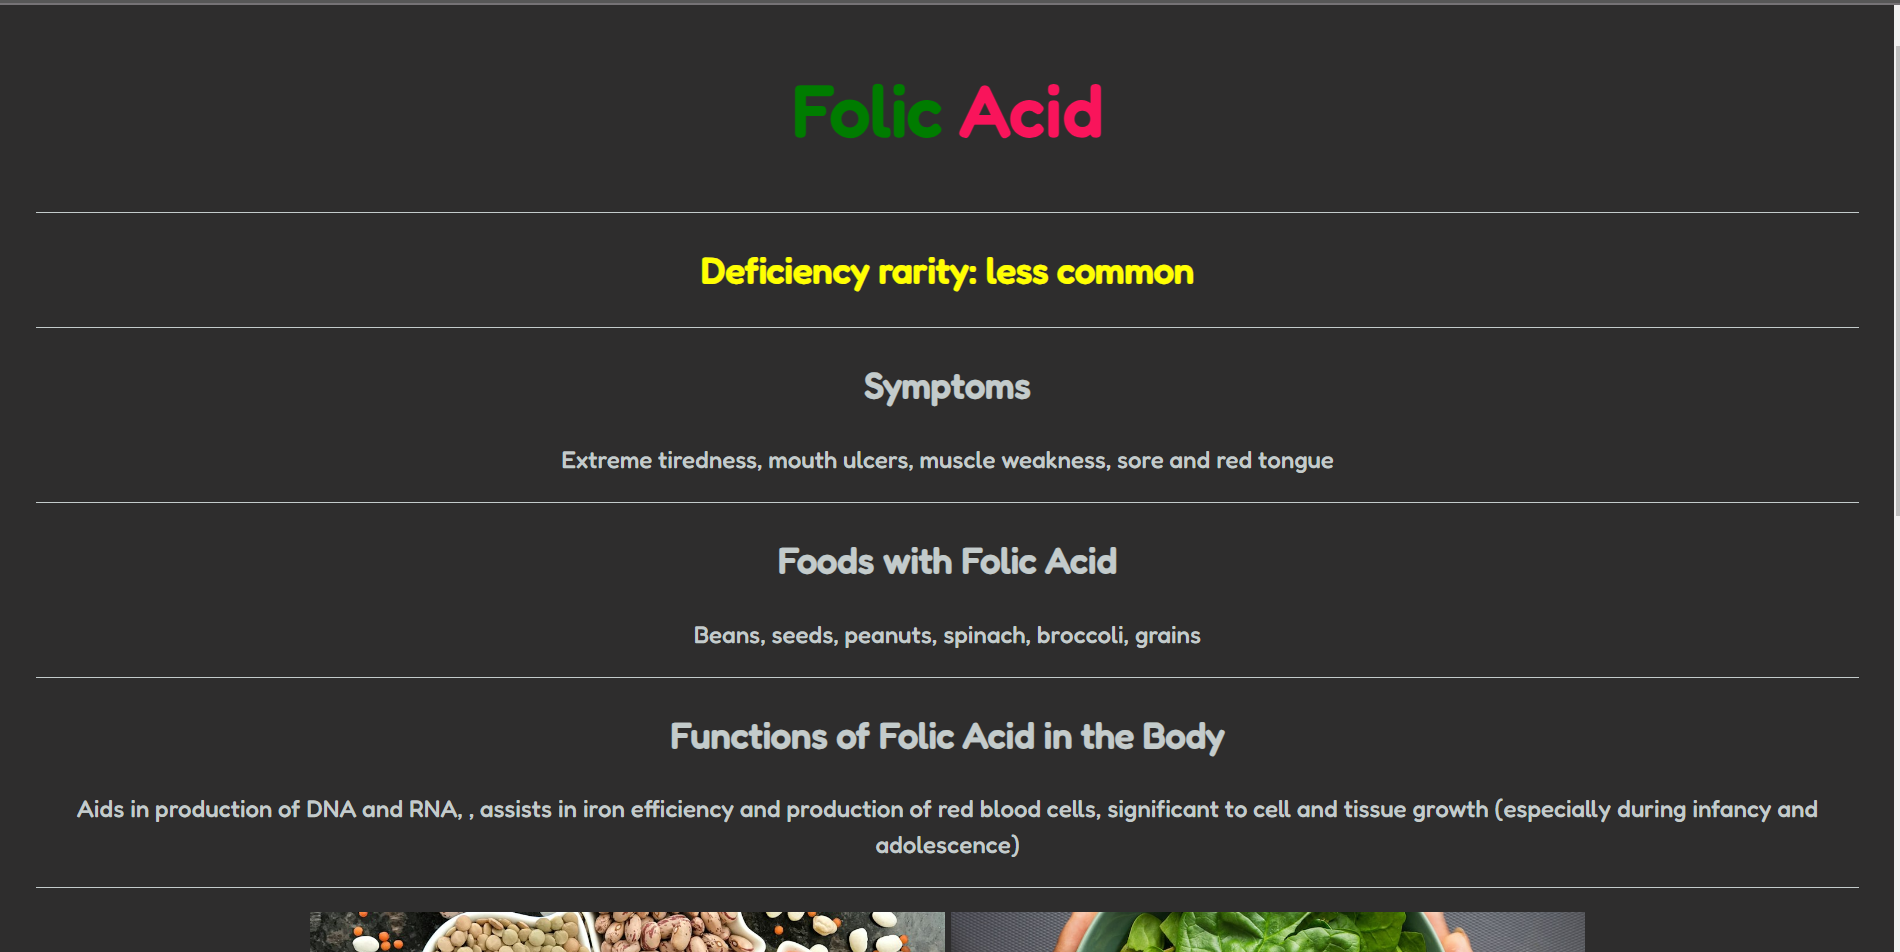 Folic Acid
Deficiency rarity: less common
Symptoms
Extreme tiredness, mouth ulcers, muscle weakness, sore and red tongue
Foods with Folic Acid
Beans, seeds, peanuts, spinach, broccoli, grains
Functions of Folic Acid in the Body
Aids in production of DNA and RNA, , assists in iron efficiency and production of red blood cells, significant to cell and tissue growth (especially during infancy and
adolescence)